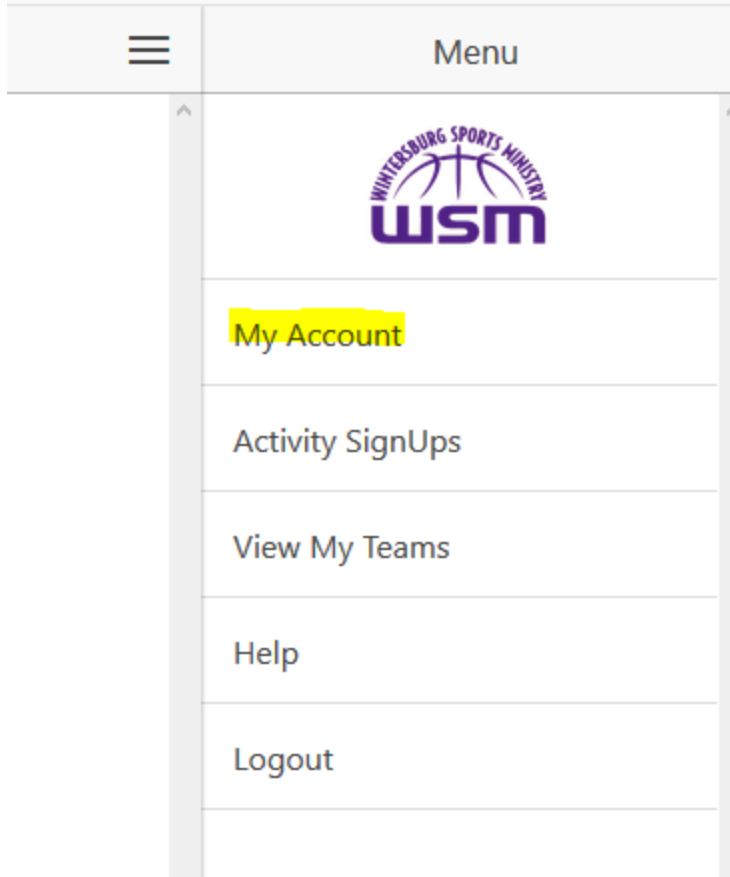 Menu
WINTERSBURG SPORTS MINISTRY
wsm
My Account
Activity SignUps
View My Teams
Help
Logout